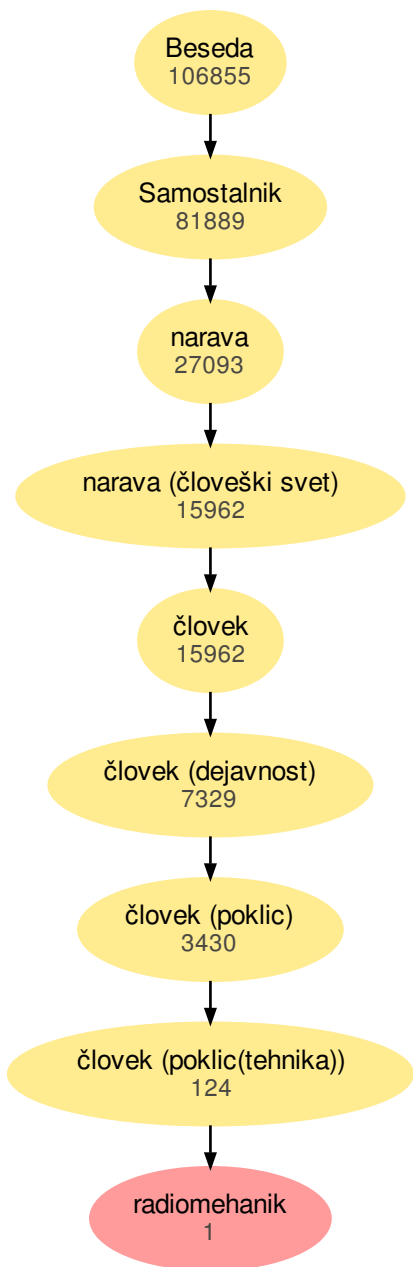 Beseda
106855
Samostalnik
81889
narava
27093
narava (človeški svet)
15962
človek
15962
človek (dejavnost)
7329
človek (poklic)
3430
človek (poklic(tehnika))
124
radiomehanik
1